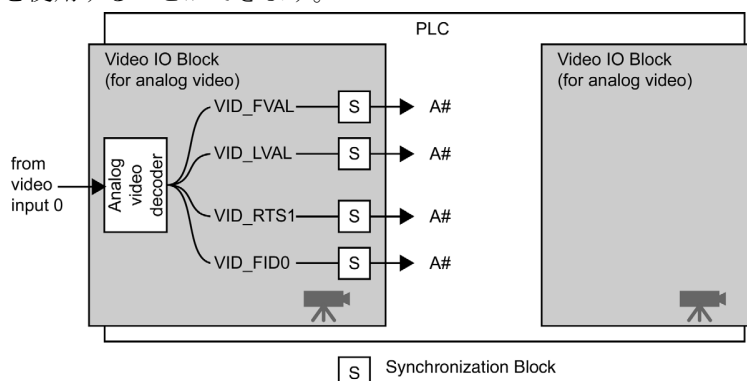 PLC
Video IO Block
(for analog video)
Video IO Block
(for analog video)
VID_FVAL
S
A#
VID_LVAL
S
A#
from
video
input 0
Analog
video
decoder
VID_RTS1
S
A#
VID_FID0
S
A#
S
Synchronization Block